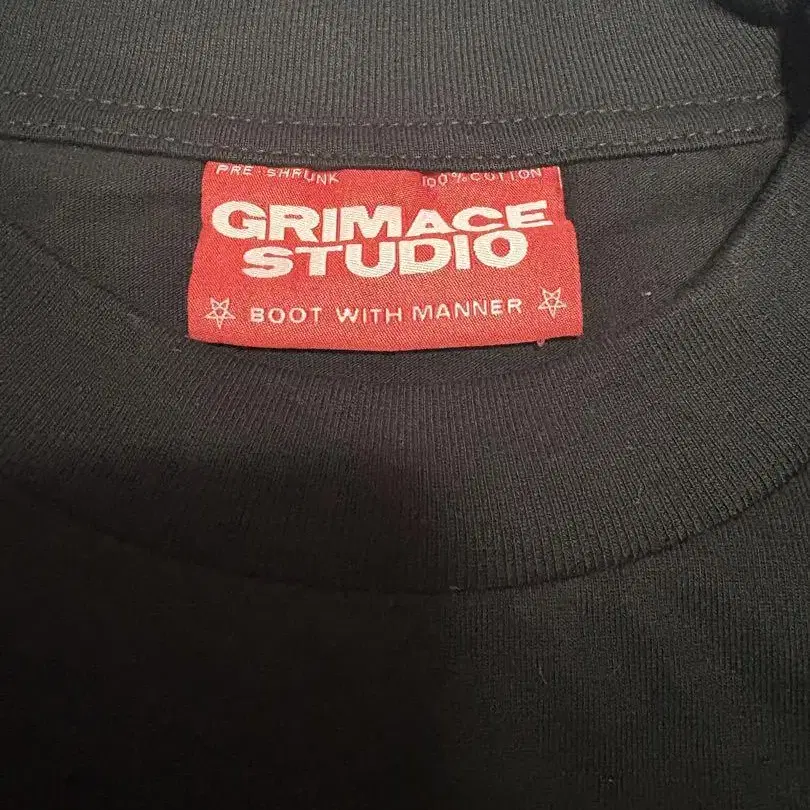 PRE SHRUNK 100% COTTON
GRIMACE
STUDIO
BOOT WITH MANNER